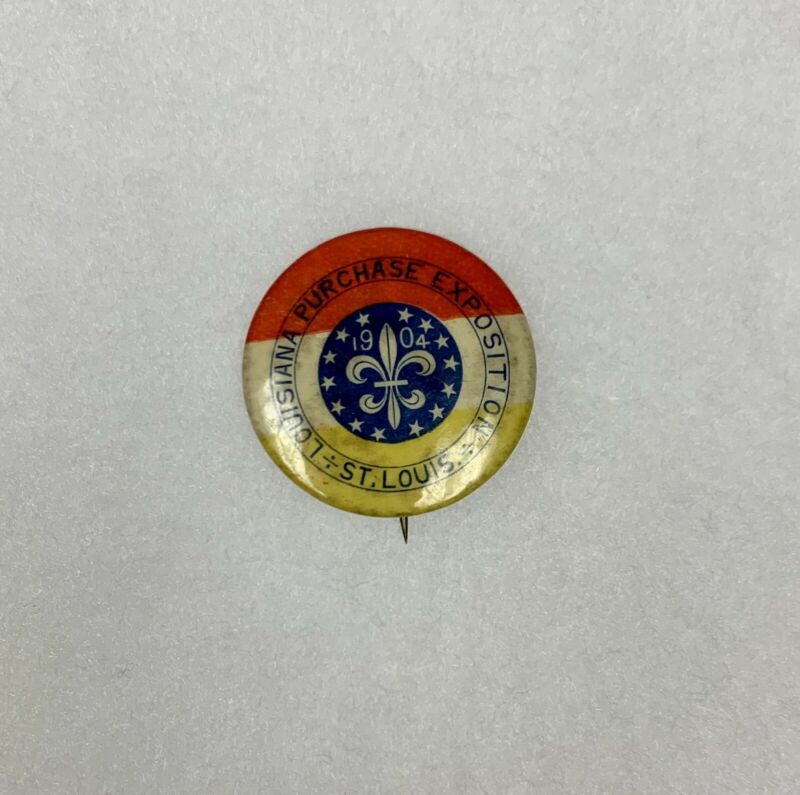 LOUISIANA PURCHASE EXPOSITION
÷ ST. LOUIS. ÷
1904